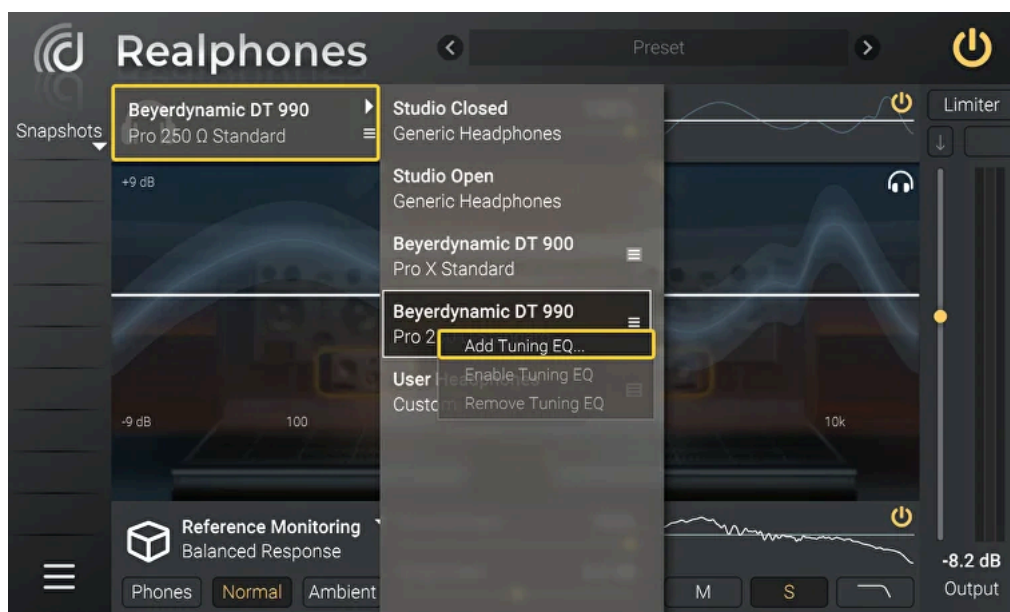 Realphones
Preset
Snapshots
Beyerdynamic DT 990
Pro 250 Ω Standard
Studio Closed
Generic Headphones
Studio Open
Generic Headphones
Beyerdynamic DT 900
Pro X Standard
Beyerdynamic DT 990
Pro 2
Add Tuning EQ...
Enable Tuning EQ
Remove Tuning EQ
User Headphones
Custom
Limiter
+9 dB
-9 dB
100
10k
Reference Monitoring
Balanced Response
Phones
Normal
Ambient
M
S
-8.2 dB
Output